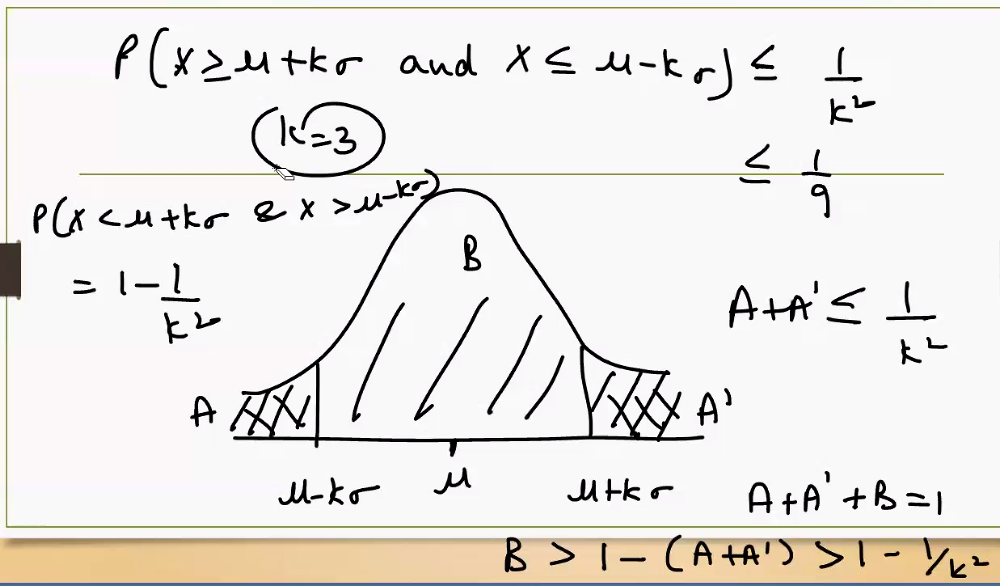 P(X ≥ μ+kσ and X ≤ μ-kσ) ≤ 1/k²
k=3
≤ 1/9
P(X < μ+kσ & X > μ-kσ)
= 1 - 1/k²
B
A+A' ≤ 1/k²
A
A'
μ-kσ
μ
μ+kσ
A+A'+B=1
B > 1 - (A+A') > 1 - 1/k²